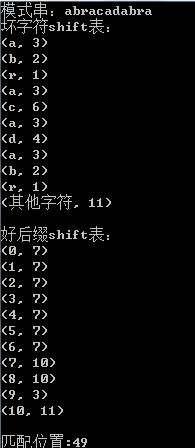 模式串：abracadabra
坏字符shift表：
(a, 3)
(b, 2)
(r, 1)
(a, 3)
(c, 6)
(a, 3)
(d, 4)
(a, 3)
(b, 2)
(r, 1)
(其他字符, 11)
好后缀shift表：
(0, 7)
(1, 7)
(2, 7)
(3, 7)
(4, 7)
(5, 7)
(6, 7)
(7, 10)
(8, 10)
(9, 3)
(10, 11)
匹配位置:49